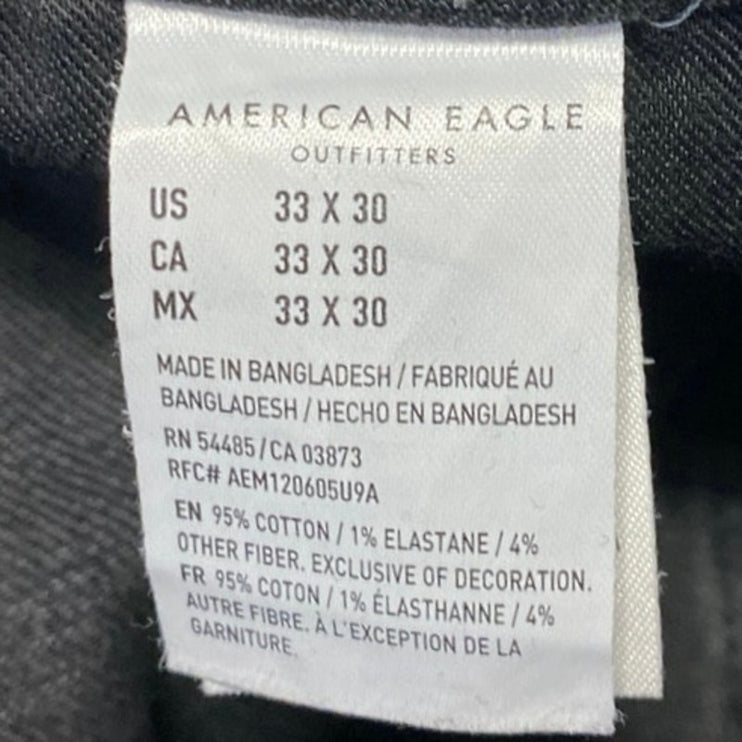 AMERICAN EAGLE
OUTFITTERS
US 33 X 30
CA 33 X 30
MX 33 X 30
MADE IN BANGLADESH / FABRIQUÉ AU
BANGLADESH / HECHO EN BANGLADESH
RN 54485 / CA 03873
RFC# AEM120605U9A
EN 95% COTTON / 1% ELASTANE / 4%
OTHER FIBER. EXCLUSIVE OF DECORATION.
FR 95% COTON / 1% ÉLASTHANNE / 4%
AUTRE FIBRE. À L'EXCEPTION DE LA
GARNITURE.